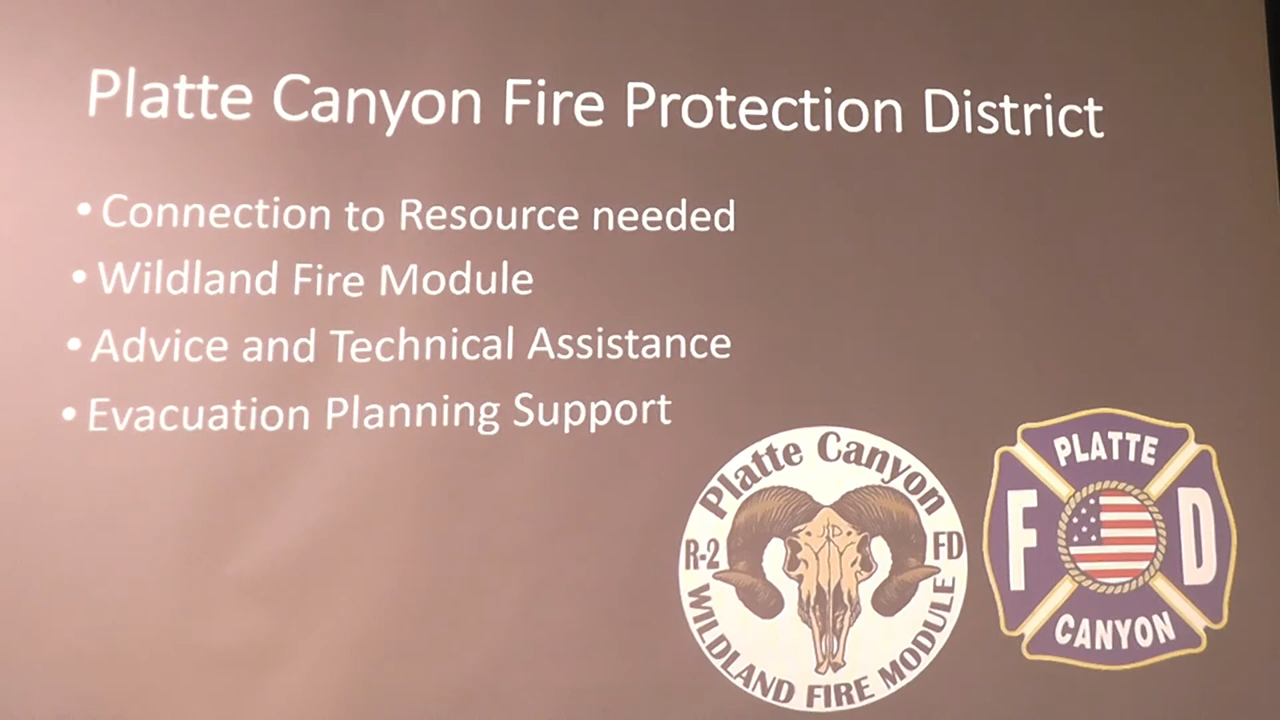 Platte Canyon Fire Protection District
• Connection to Resource needed
• Wildland Fire Module
• Advice and Technical Assistance
• Evacuation Planning Support
Platte Canyon
R-2 FD
WILDLAND FIRE MODULE
PLATTE
F D
CANYON